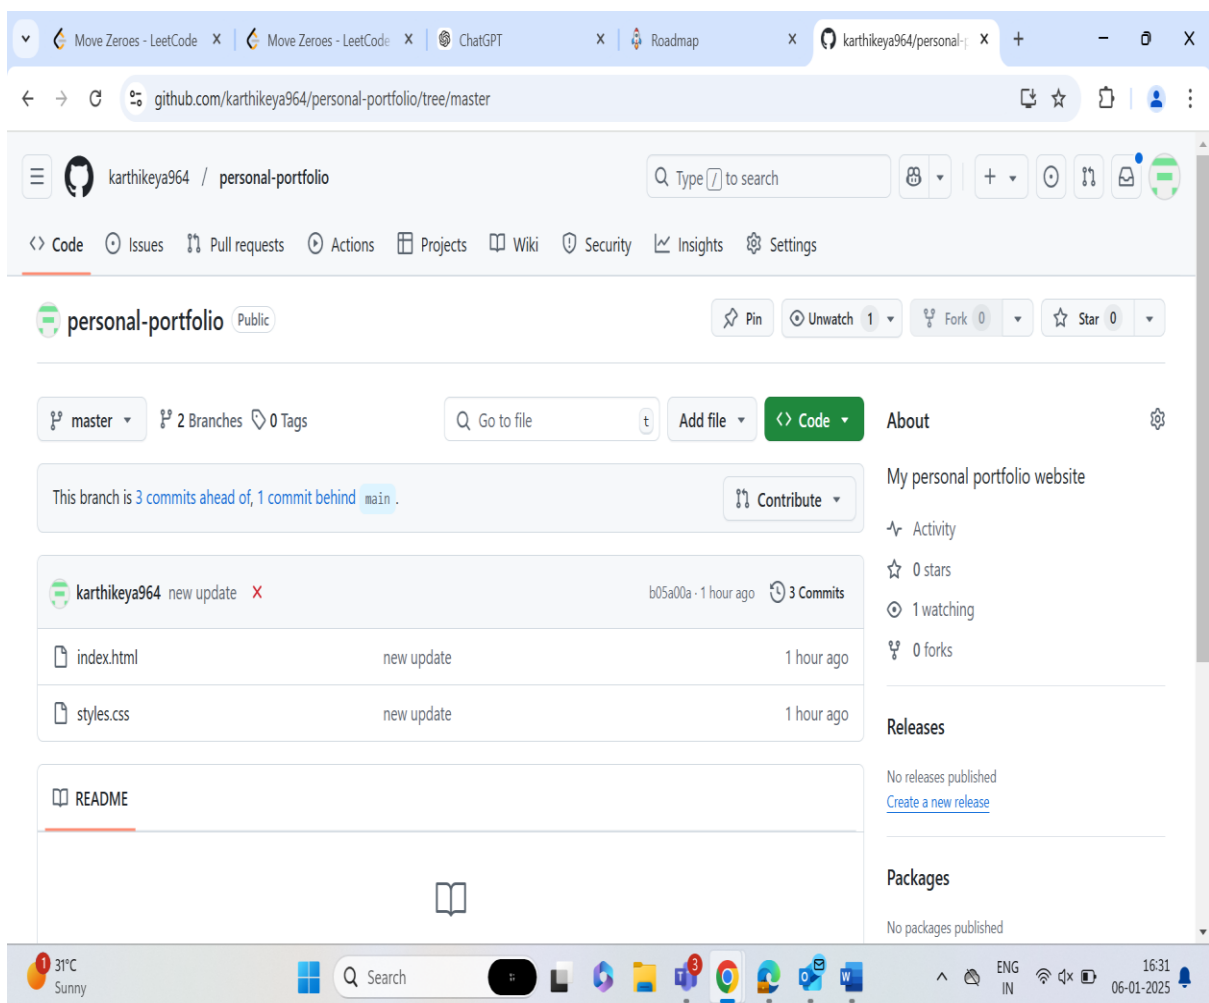 Move Zeroes - LeetCode Move Zeroes - LeetCode ChatGPT Roadmap karthikeya964/personal-p
github.com/karthikeya964/personal-portfolio/tree/master
karthikeya964 / personal-portfolio Type / to search
Code Issues Pull requests Actions Projects Wiki Security Insights Settings
personal-portfolio Public Pin Unwatch 1 Fork 0 Star 0
master 2 Branches 0 Tags Go to file t Add file Code
This branch is 3 commits ahead of, 1 commit behind main .
Contribute
karthikeya964 new update b05a00a · 1 hour ago 3 Commits
index.html new update 1 hour ago
styles.css new update 1 hour ago
README
About
My personal portfolio website
Activity
0 stars
1 watching
0 forks
Releases
No releases published
Create a new release
Packages
No packages published
1 31°C
Sunny
Search
3
ENG
IN
16:31
06-01-2025